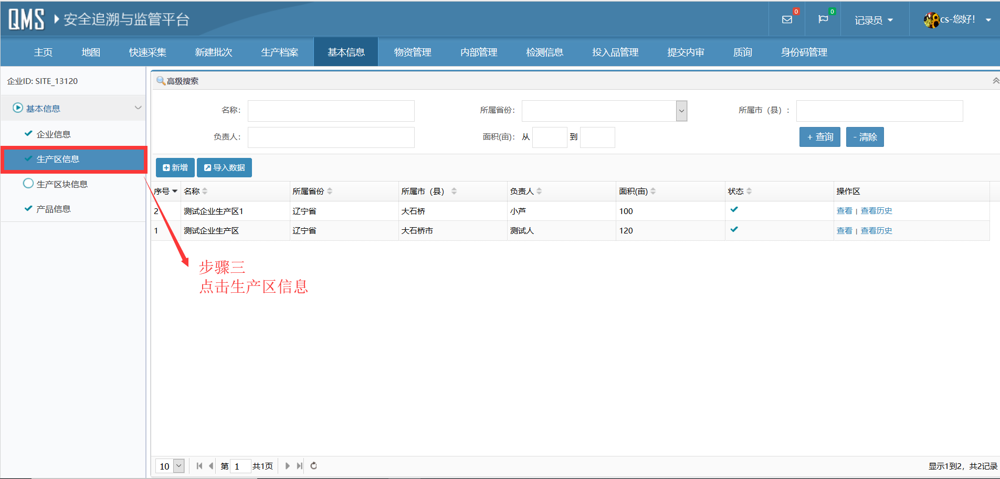 QMS 安全追溯与监管平台 0 0 记录员 cs-您好!
主页 地图 快速采集 新建批次 生产档案 基本信息 物资管理 内部管理 检测信息 投入品管理 提交内审 质询 身份码管理
企业ID: SITE_13120
基本信息
企业信息
生产区信息
生产区块信息
产品信息
高级搜索
名称: 所属省份: 所属市（县）:
负责人: 面积(亩): 从 到 + 查询 - 清除
新增 导入数据
序号 名称 所属省份 所属市（县） 负责人 面积(亩) 状态 操作区
2 测试企业生产区1 辽宁省 大石桥 小芦 100 查看 | 查看历史
1 测试企业生产区 辽宁省 大石桥市 测试人 120 查看 | 查看历史
步骤三
点击生产区信息
10 第 1 共1页 显示1到2，共2记录